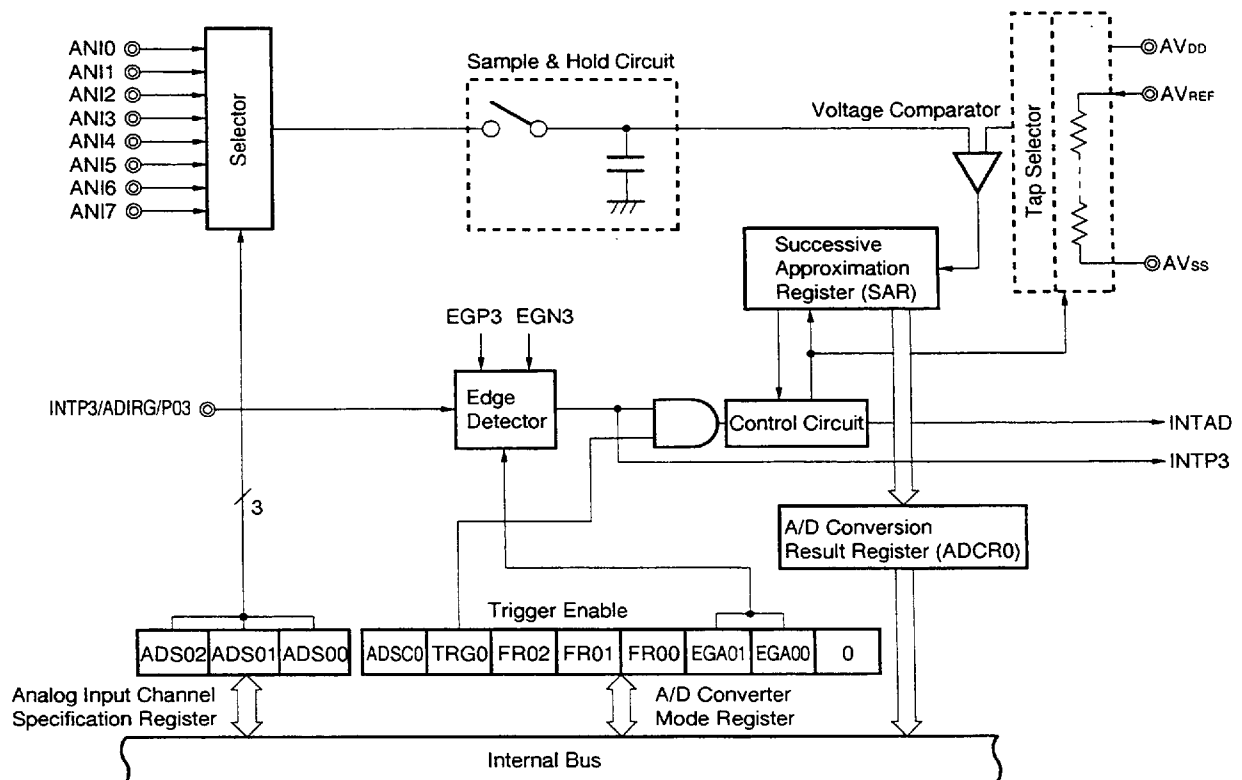 ANI0
ANI1
ANI2
ANI3
ANI4
ANI5
ANI6
ANI7
Selector
Sample & Hold Circuit
Voltage Comparator
Tap Selector
AVDD
AVREF
AVSS
Successive
Approximation
Register (SAR)
EGP3
EGN3
INTP3/ADIRG/P03
Edge
Detector
Control Circuit
INTAD
INTP3
3
A/D Conversion
Result Register (ADCR0)
Trigger Enable
ADS02
ADS01
ADS00
ADSC0
TRG0
FR02
FR01
FR00
EGA01
EGA00
0
Analog Input Channel
Specification Register
A/D Converter
Mode Register
Internal Bus